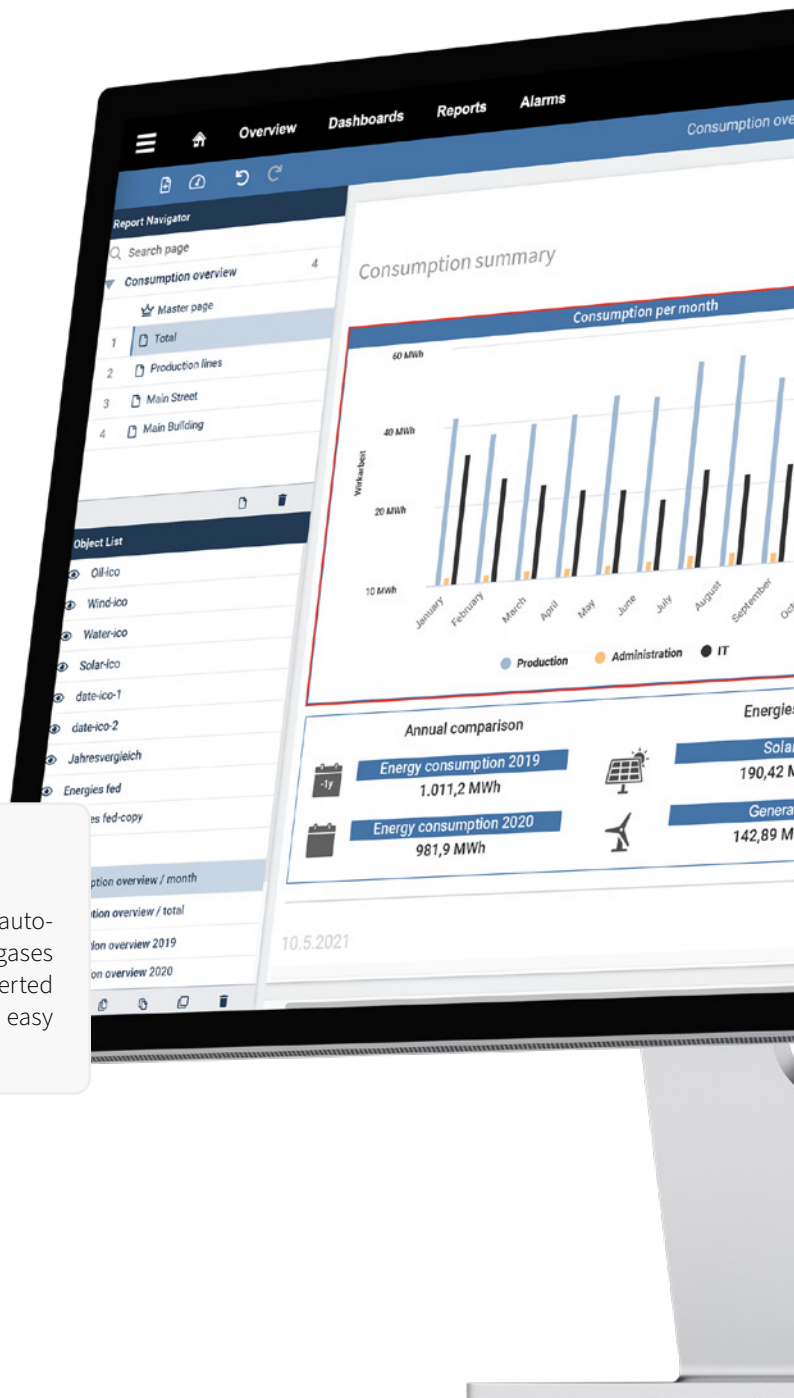 Overview Dashboards Reports Alarms
Consumption ove
Report Navigator
Search page
Consumption overview 4
Master page
1 Total
2 Production lines
3 Main Street
4 Main Building
Object List
Oil-ico
Wind-ico
Water-ico
Solar-ico
date-ico-1
date-ico-2
Jahresvergleich
Energies fed
es fed-copy
ption overview / month
tion overview / total
ion overview 2019
on overview 2020
Consumption summary
Consumption per month
60 MWh
40 MWh
Wirkarbeit
20 MWh
10 MWh
January February March April May June July August September Oct
Production Administration IT
Annual comparison
-1y
Energy consumption 2019
1.011,2 MWh
Energy consumption 2020
981,9 MWh
Energies
Sola
190,42 M
Genera
142,89 M
10.5.2021
auto-
gases
erted
easy